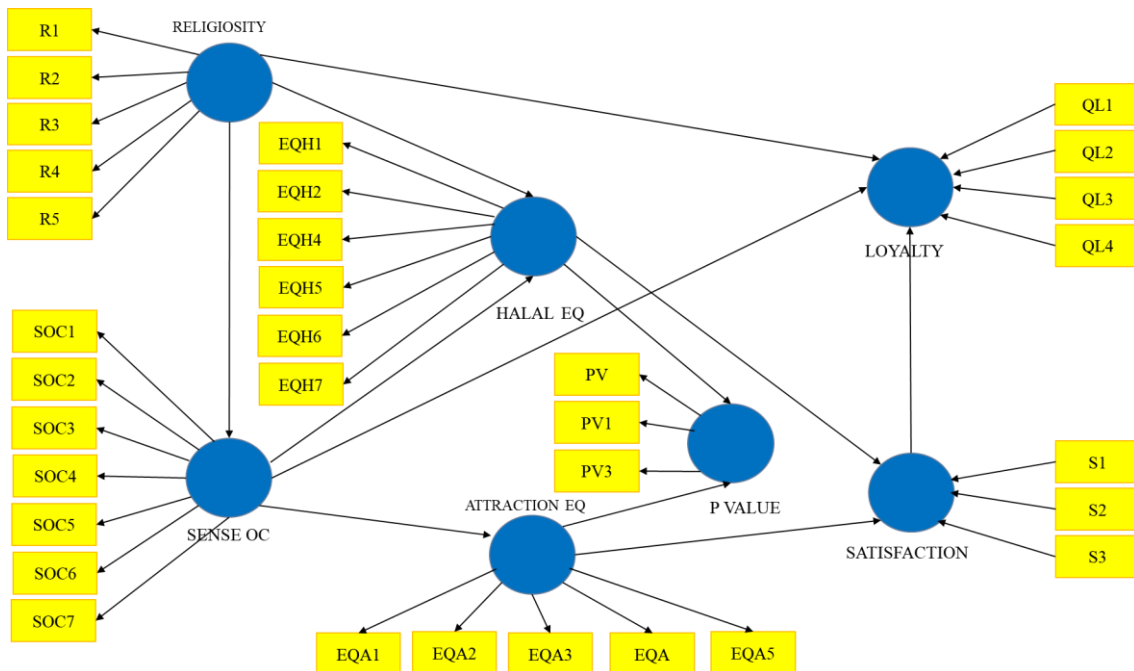 RELIGIOSITY
R1
R2
R3
R4
R5
EQH1
EQH2
EQH4
EQH5
EQH6
EQH7
HALAL EQ
QL1
QL2
QL3
QL4
LOYALTY
SOC1
SOC2
SOC3
SOC4
SOC5
SOC6
SOC7
SENSE OC
PV
PV1
PV3
P VALUE
ATTRACTION EQ
EQA1
EQA2
EQA3
EQA
EQA5
S1
S2
S3
SATISFACTION